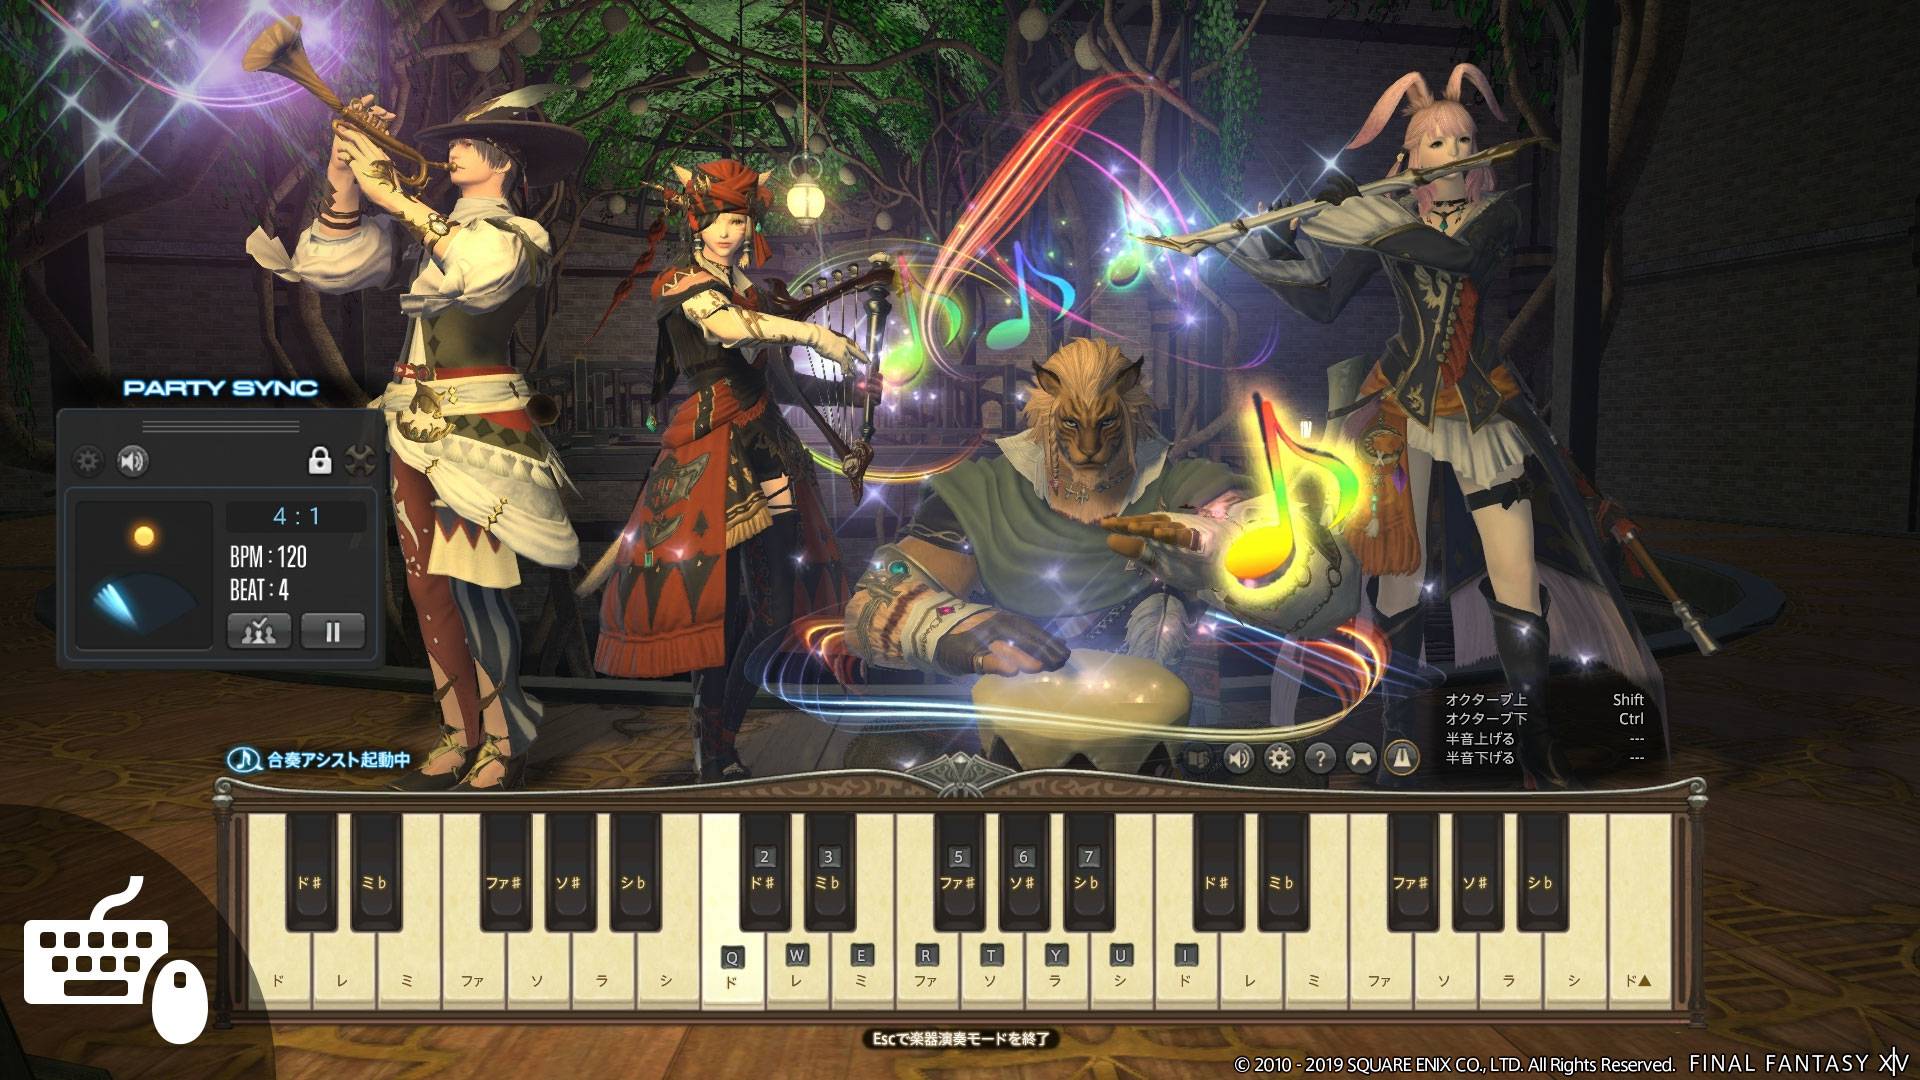 PARTY SYNC
4 : 1
BPM : 120
BEAT : 4
オクターブ上 Shift
オクターブ下 Ctrl
半音上げる ---
半音下げる ---
合奏アシスト起動中
?
2 3 5 6 7
ド♯ ミ♭ ファ♯ ソ♯ シ♭ ド♯ ミ♭ ファ♯ ソ♯ シ♭ ド♯ ミ♭ ファ♯ ソ♯ シ♭
Q W E R T Y U I
ド レ ミ ファ ソ ラ シ ド レ ミ ファ ソ ラ シ ド レ ミ ファ ソ ラ シ ド▲
Escで楽器演奏モードを終了
© 2010 - 2019 SQUARE ENIX CO., LTD. All Rights Reserved. FINAL FANTASY XIV